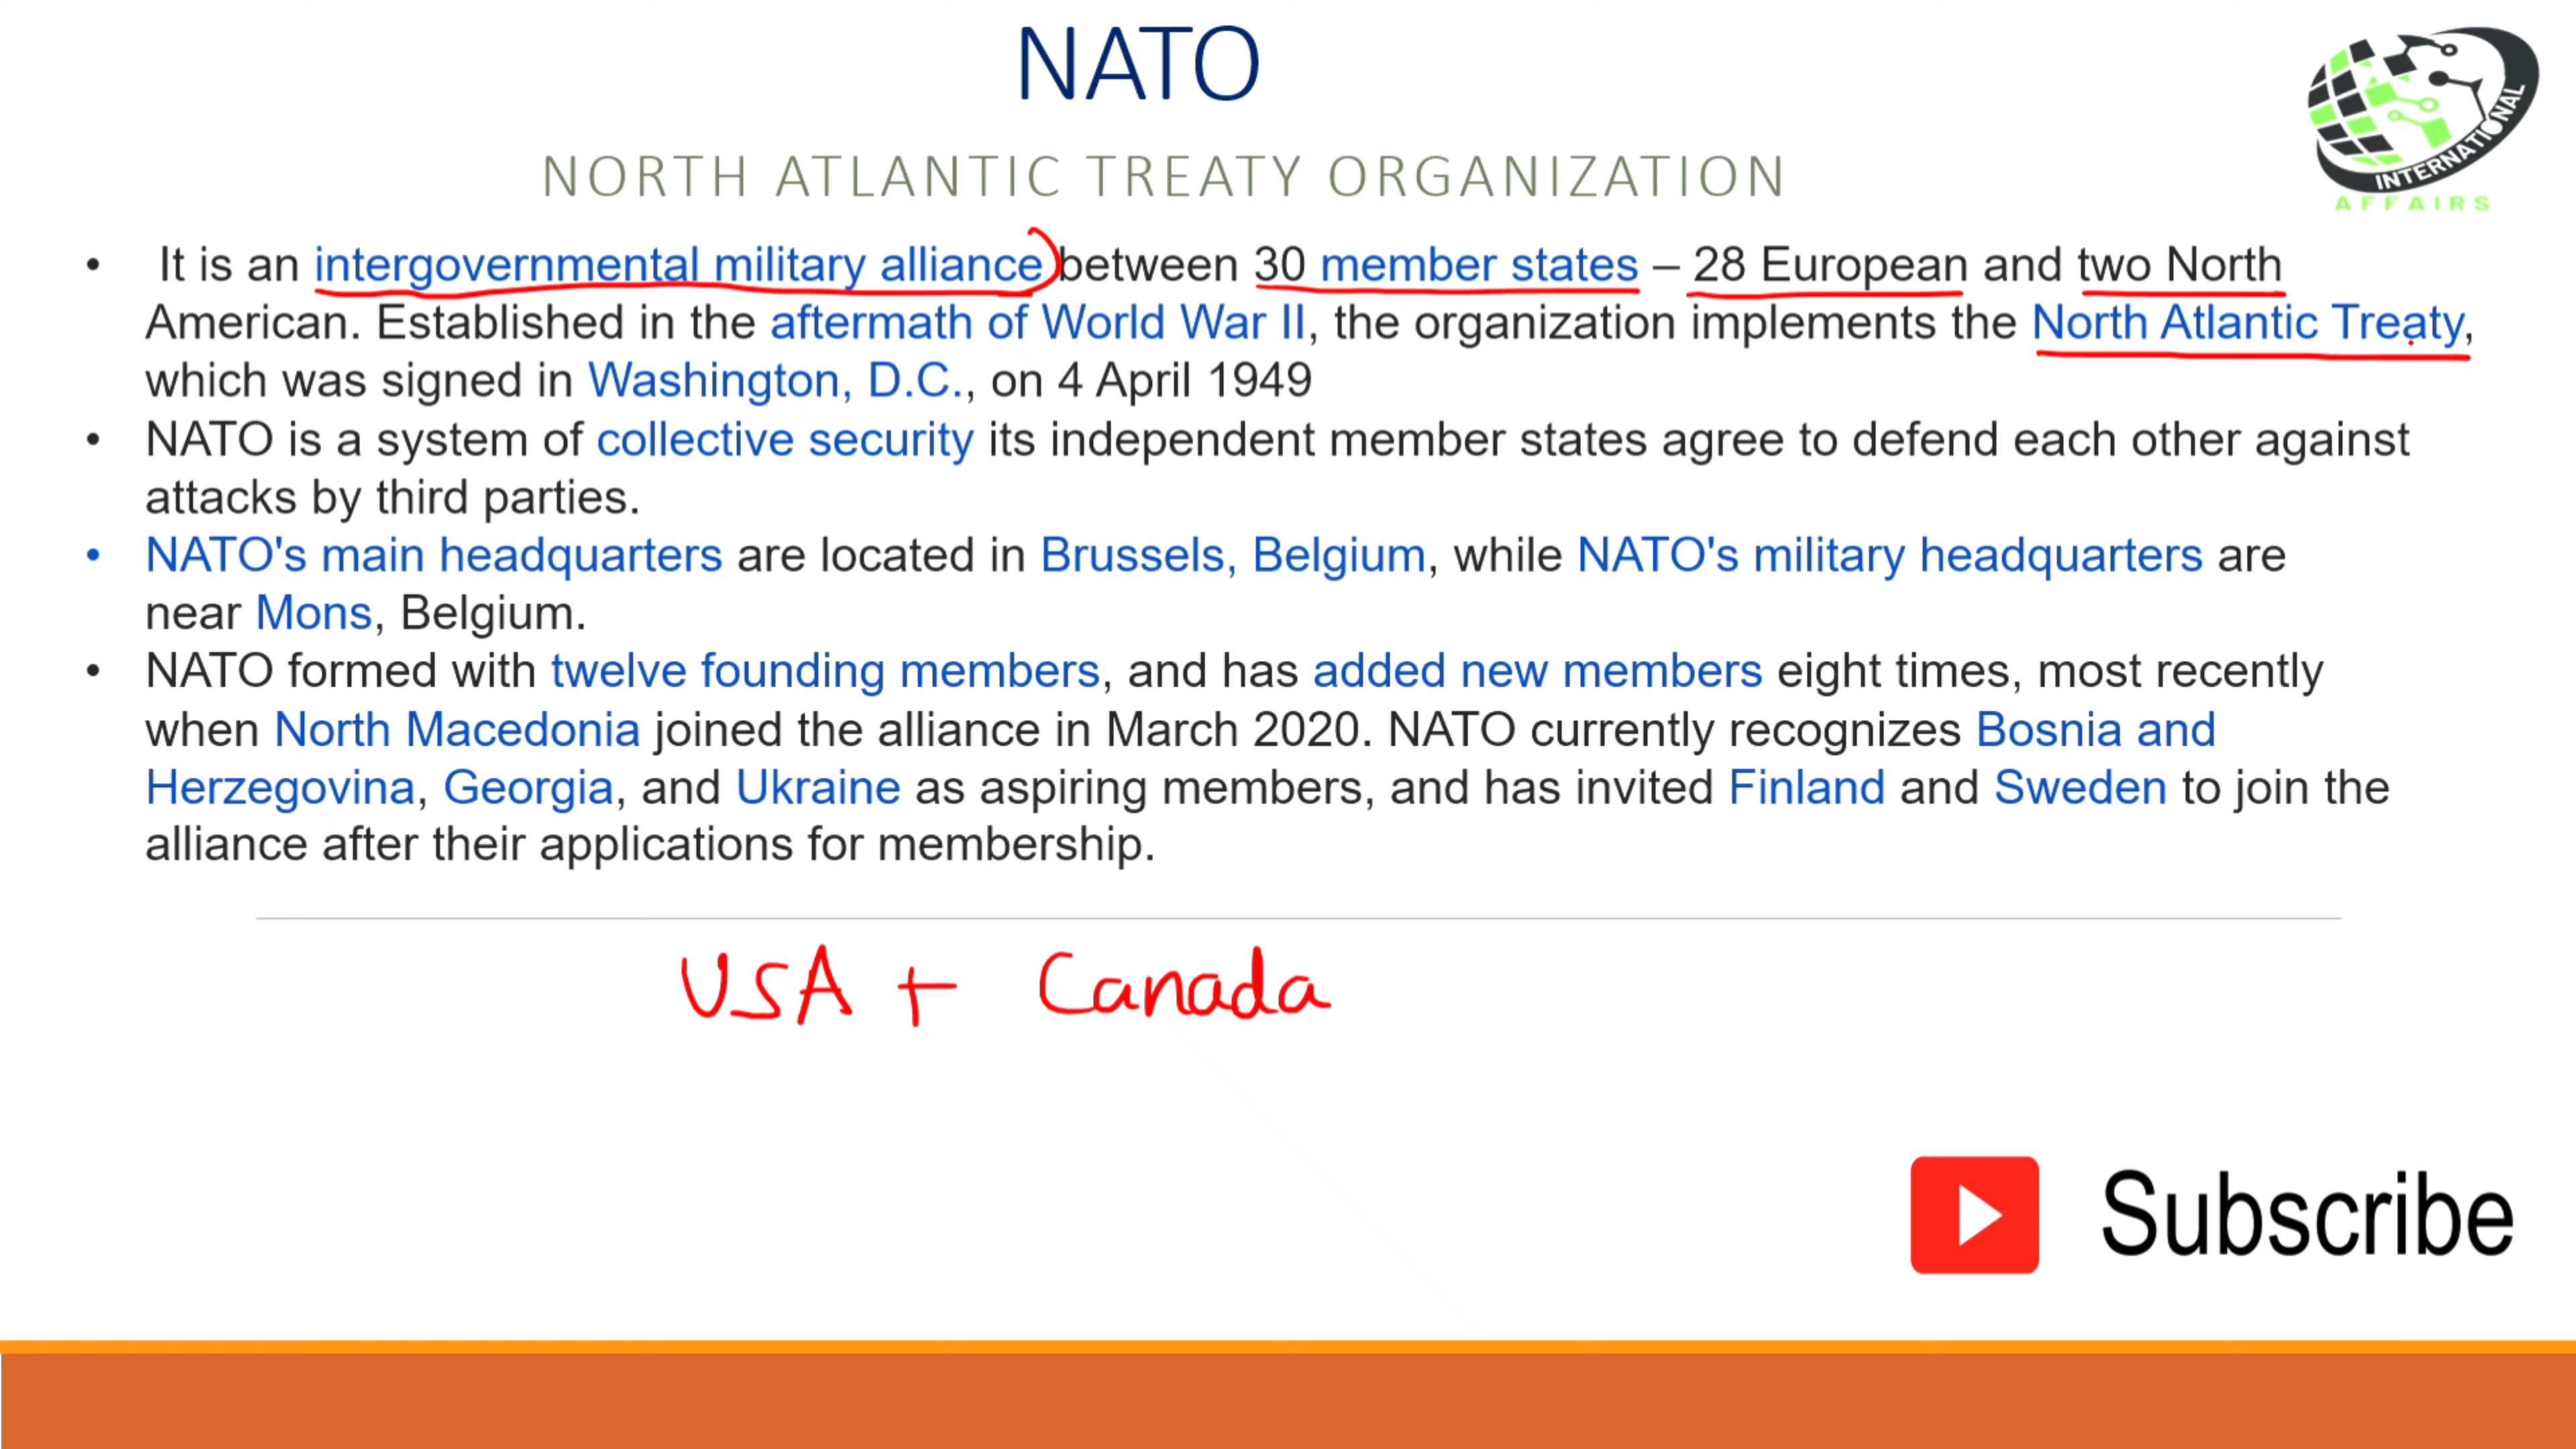 NATO
NORTH ATLANTIC TREATY ORGANIZATION
INTERNATIONAL
AFFAIRS
• It is an intergovernmental military alliance between 30 member states – 28 European and two North
American. Established in the aftermath of World War II, the organization implements the North Atlantic Treaty,
which was signed in Washington, D.C., on 4 April 1949
• NATO is a system of collective security its independent member states agree to defend each other against
attacks by third parties.
• NATO's main headquarters are located in Brussels, Belgium, while NATO's military headquarters are
near Mons, Belgium.
• NATO formed with twelve founding members, and has added new members eight times, most recently
when North Macedonia joined the alliance in March 2020. NATO currently recognizes Bosnia and
Herzegovina, Georgia, and Ukraine as aspiring members, and has invited Finland and Sweden to join the
alliance after their applications for membership.
USA + Canada
Subscribe